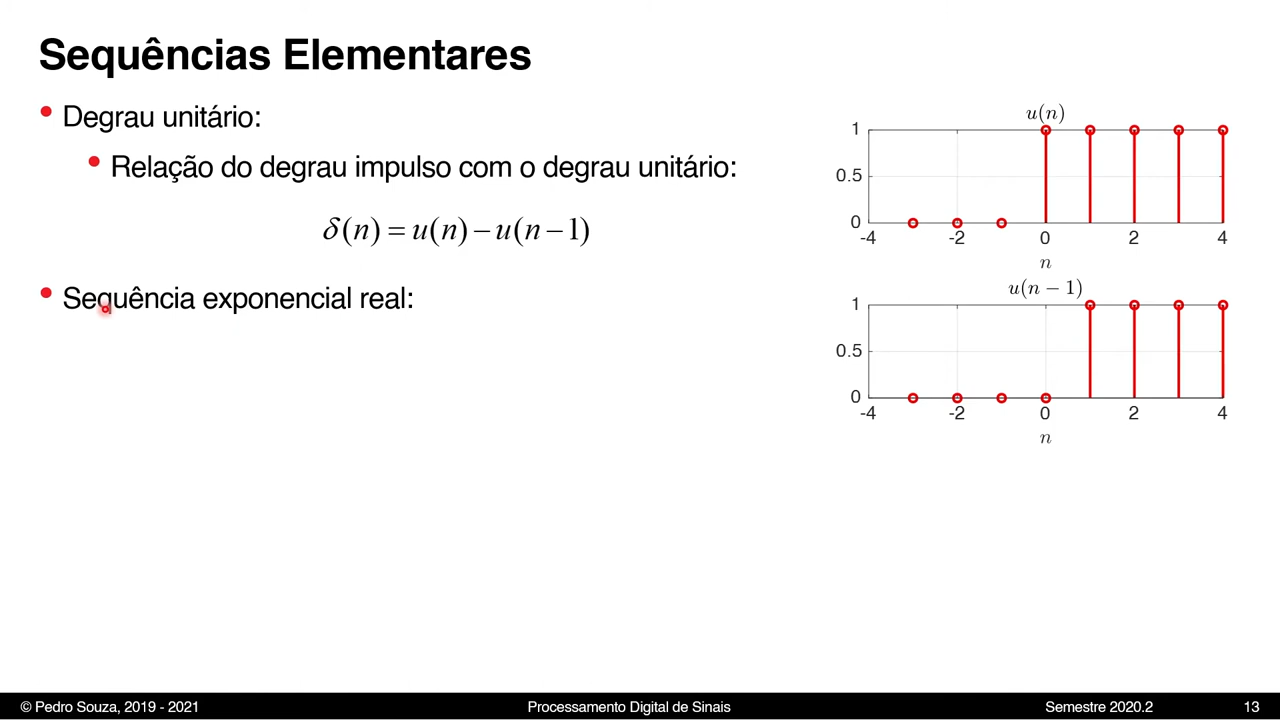 Sequências Elementares
• Degrau unitário:
• Relação do degrau impulso com o degrau unitário:
δ(n) = u(n) – u(n – 1)
• Sequência exponencial real:
u(n)
1
0.5
0
-4 -2 0 2 4
n
u(n − 1)
1
0.5
0
-4 -2 0 2 4
n
© Pedro Souza, 2019 - 2021 Processamento Digital de Sinais Semestre 2020.2 13